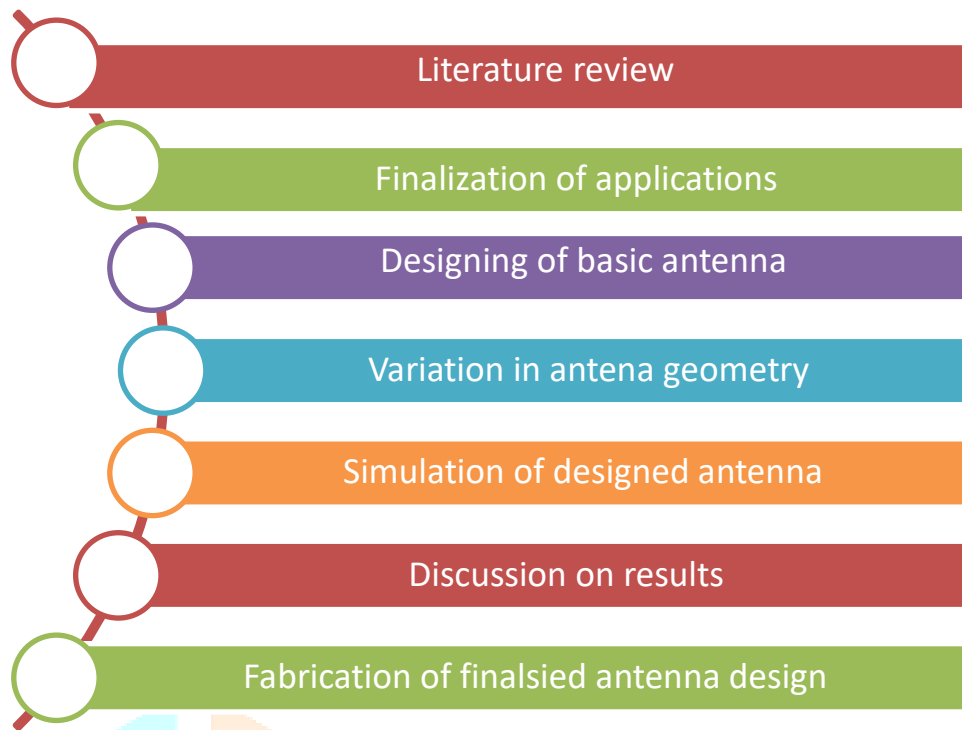 Literature review
Finalization of applications
Designing of basic antenna
Variation in antena geometry
Simulation of designed antenna
Discussion on results
Fabrication of finalsied antenna design